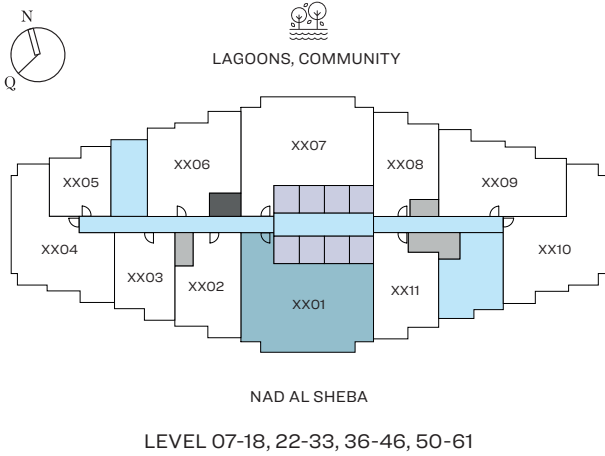 N
Q
LAGOONS, COMMUNITY
XX07
XX06
XX08
XX05
XX09
XX04
XX10
XX03
XX02
XX01
XX11
NAD AL SHEBA
LEVEL 07-18, 22-33, 36-46, 50-61